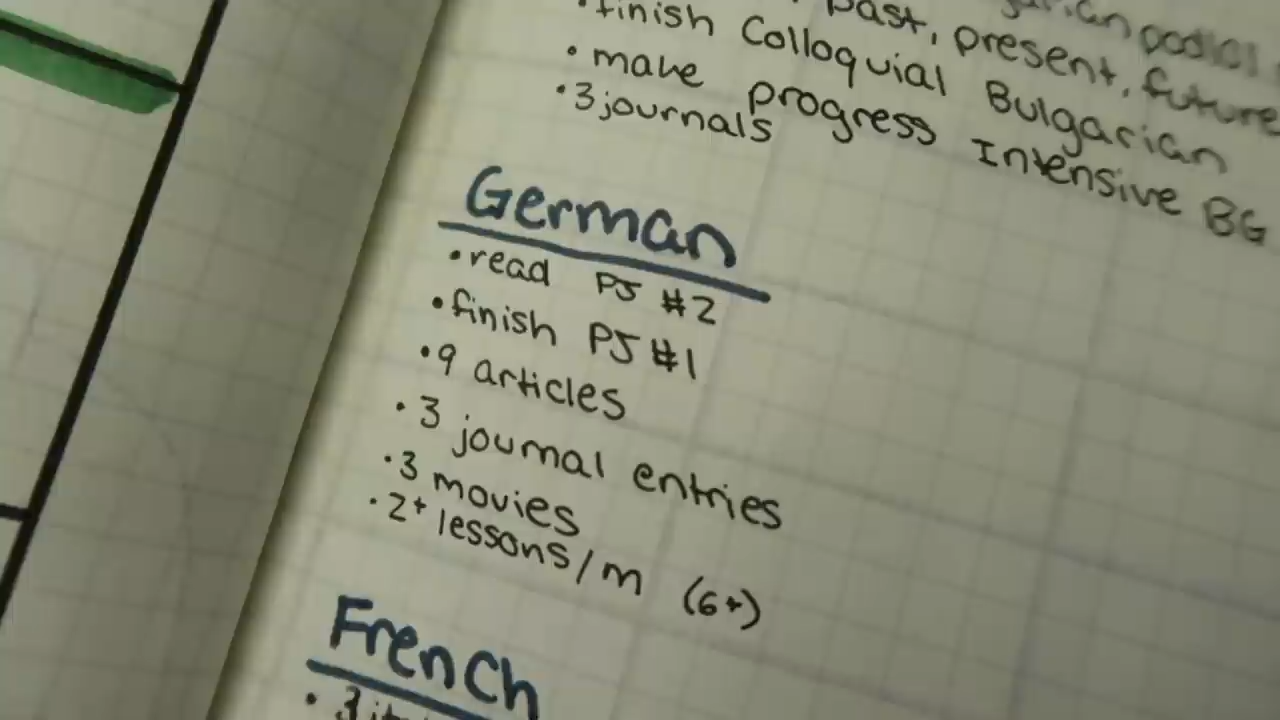 past, present, future
• finish Colloquial Bulgarian
• make progress Intensive BG
• 3 journals
German
• read PJ #2
• finish PJ #1
• 9 articles
• 3 journal entries
• 3 movies
• 2+ lessons/m (6+)
French
• 3